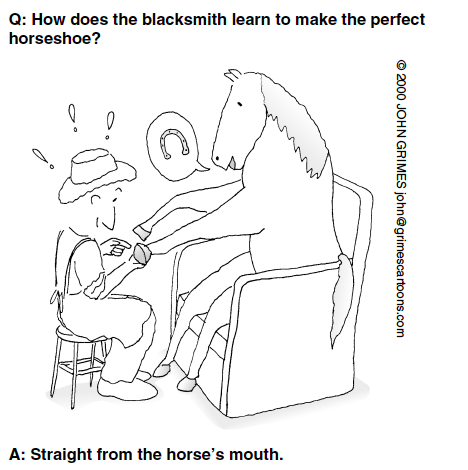 Q: How does the blacksmith learn to make the perfect
horseshoe?
© 2000 JOHN GRIMES john@grimescartoons.com
A: Straight from the horse’s mouth.